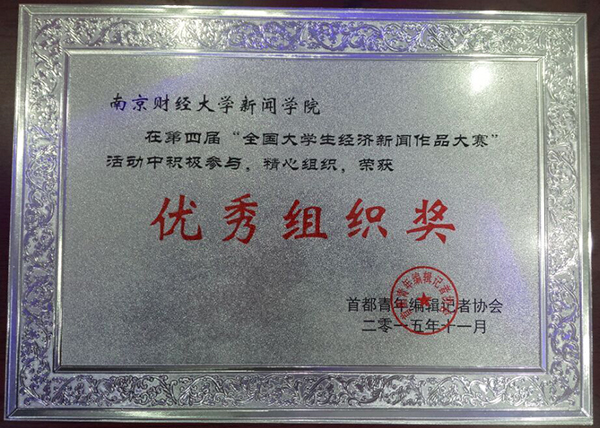 南京财经大学新闻学院
在第四届“全国大学生经济新闻作品大赛”
活动中积极参与，精心组织，荣获
优秀组织奖
首都青年编辑记者协会
二零一五年十一月